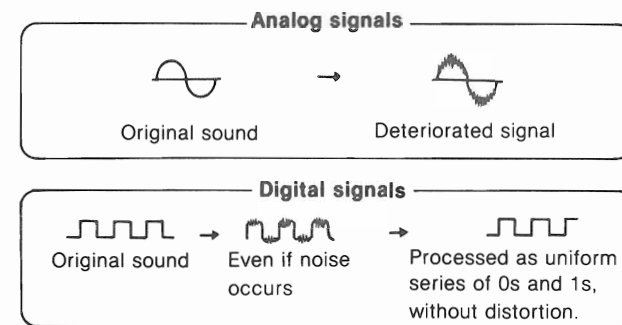 Analog signals
Original sound
Deteriorated signal
Digital signals
Original sound
Even if noise
occurs
Processed as uniform
series of 0s and 1s,
without distortion.